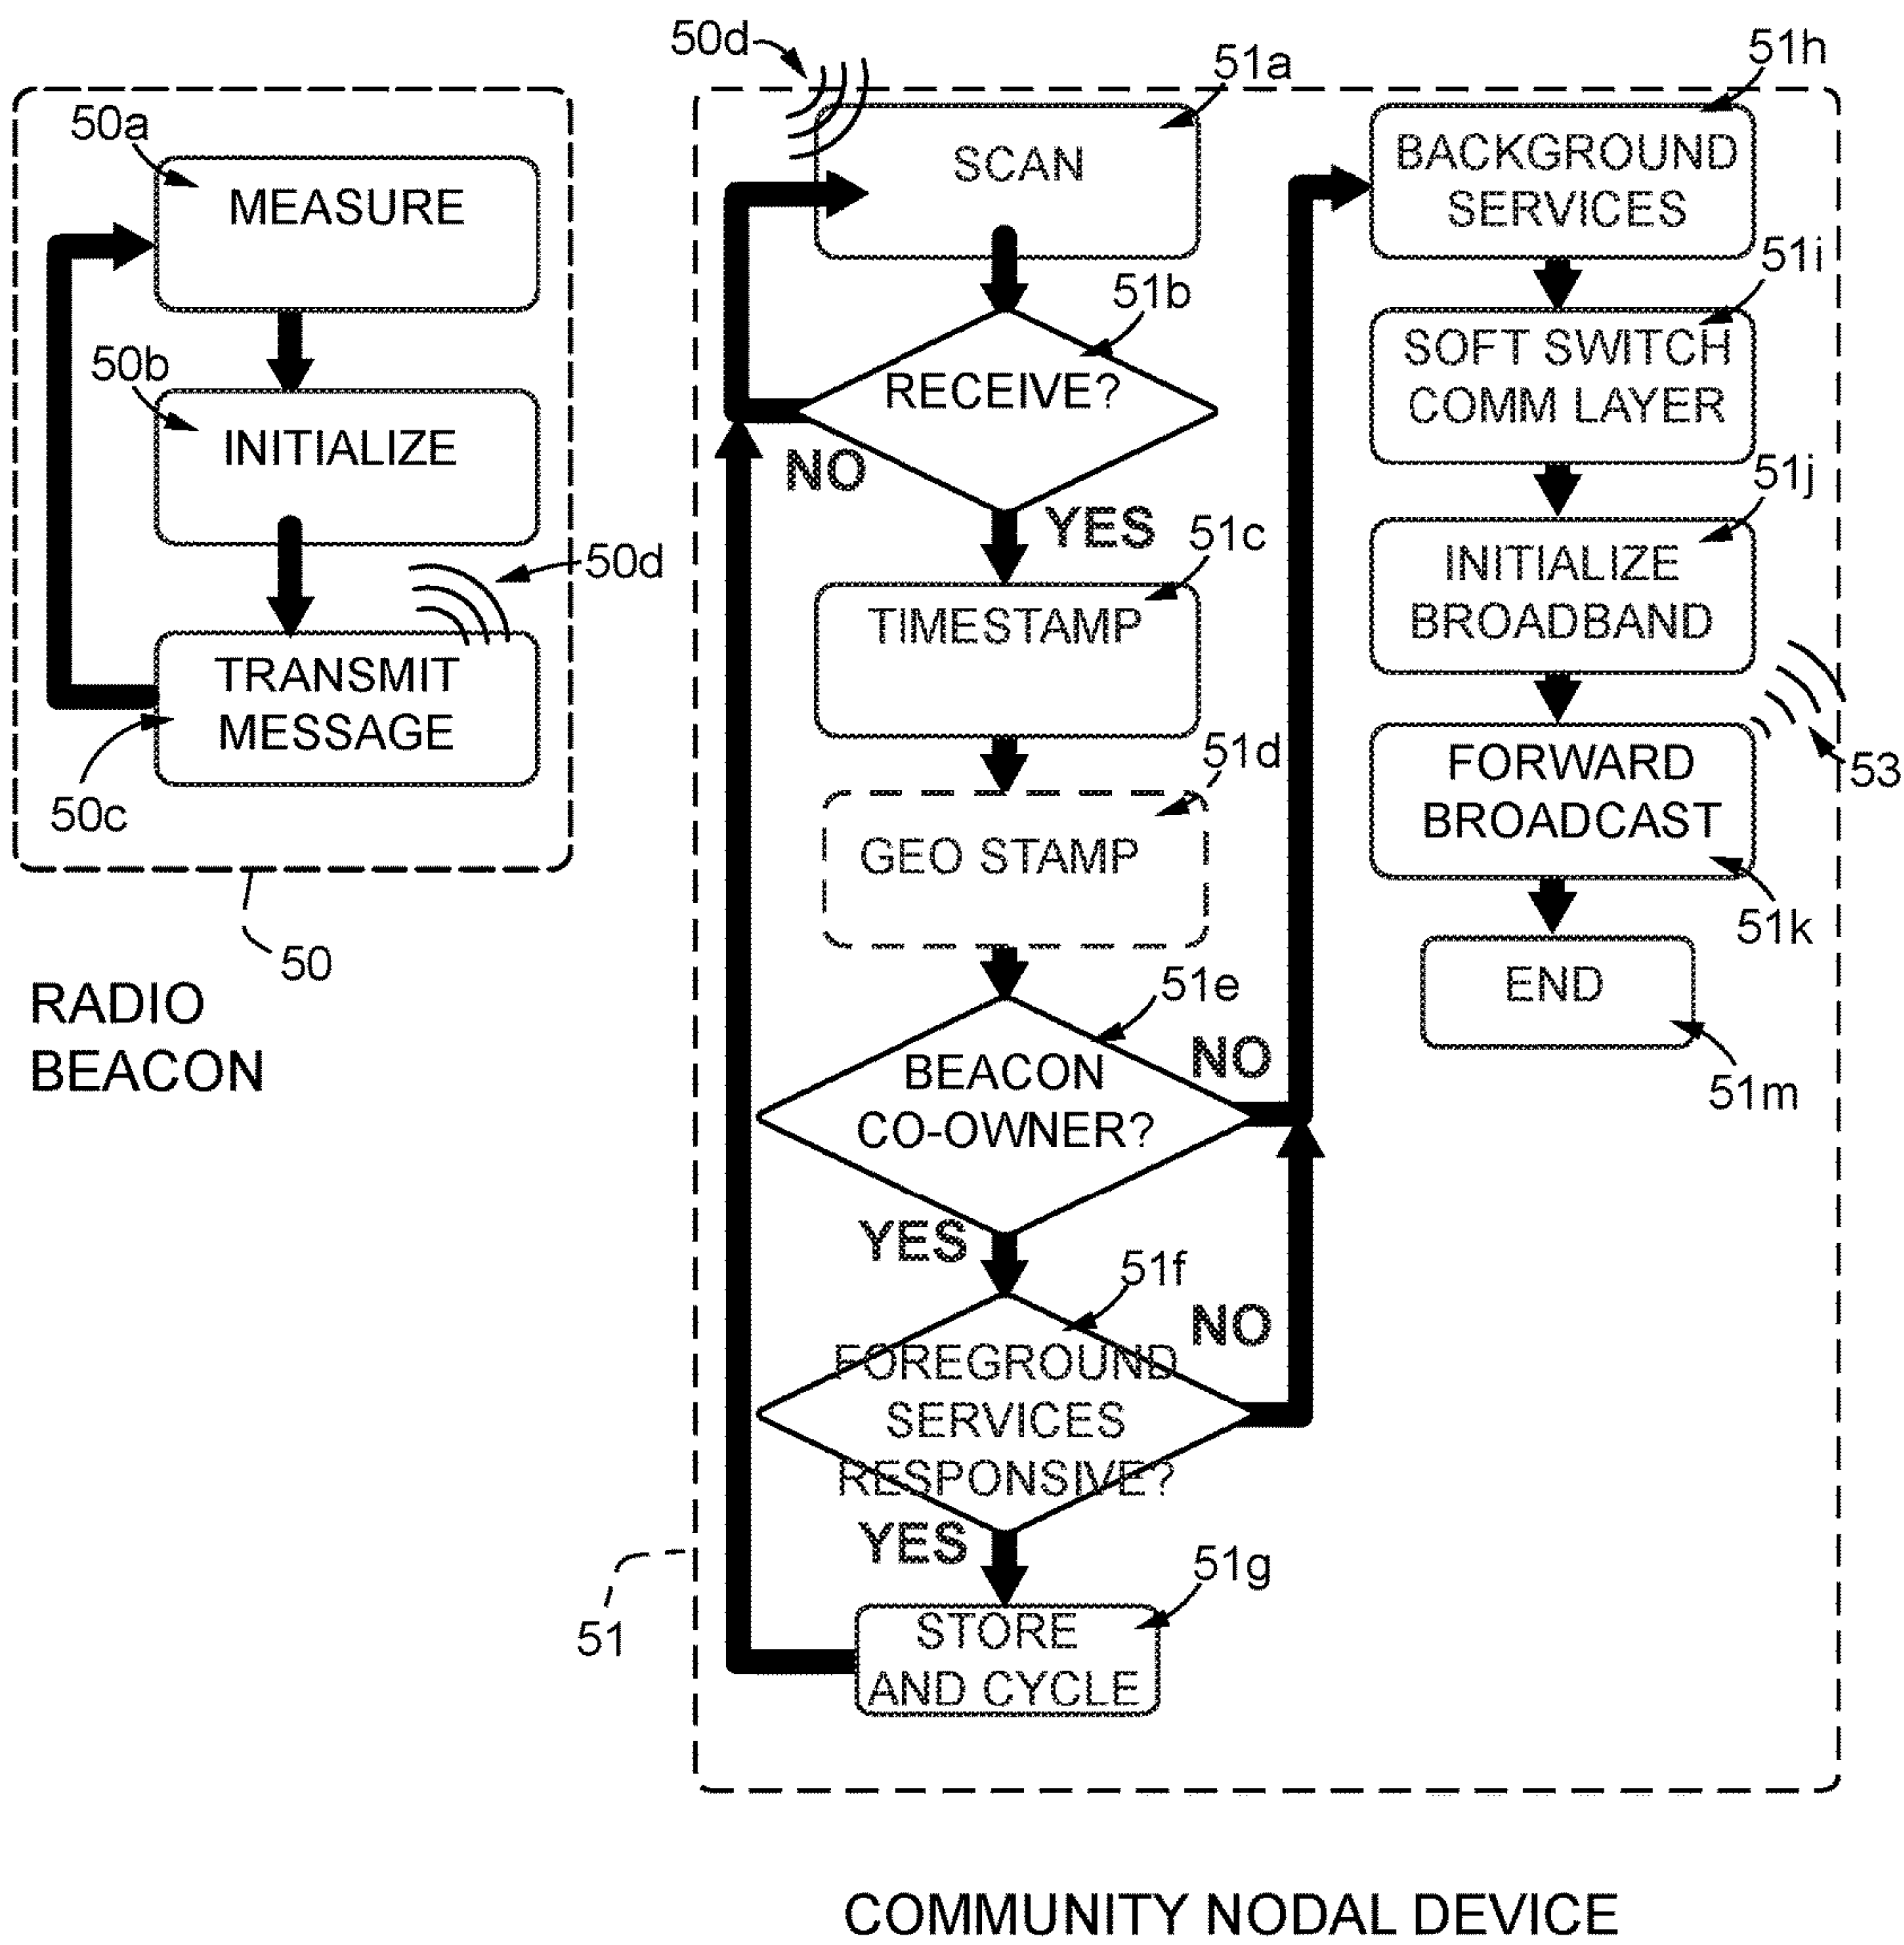 50a
MEASURE
50b
INITIALIZE
50d
TRANSMIT
MESSAGE
50c
50
RADIO
BEACON
50d
51a
SCAN
51b
RECEIVE?
NO
YES
51c
TIMESTAMP
51d
GEO STAMP
51e
BEACON
CO-OWNER?
NO
YES
51f
FOREGROUND
SERVICES
RESPONSIVE?
NO
YES
51g
STORE
AND CYCLE
51
51h
BACKGROUND
SERVICES
51i
SOFT SWITCH
COMM LAYER
51j
INITIALIZE
BROADBAND
53
FORWARD
BROADCAST
51k
END
51m
COMMUNITY NODAL DEVICE